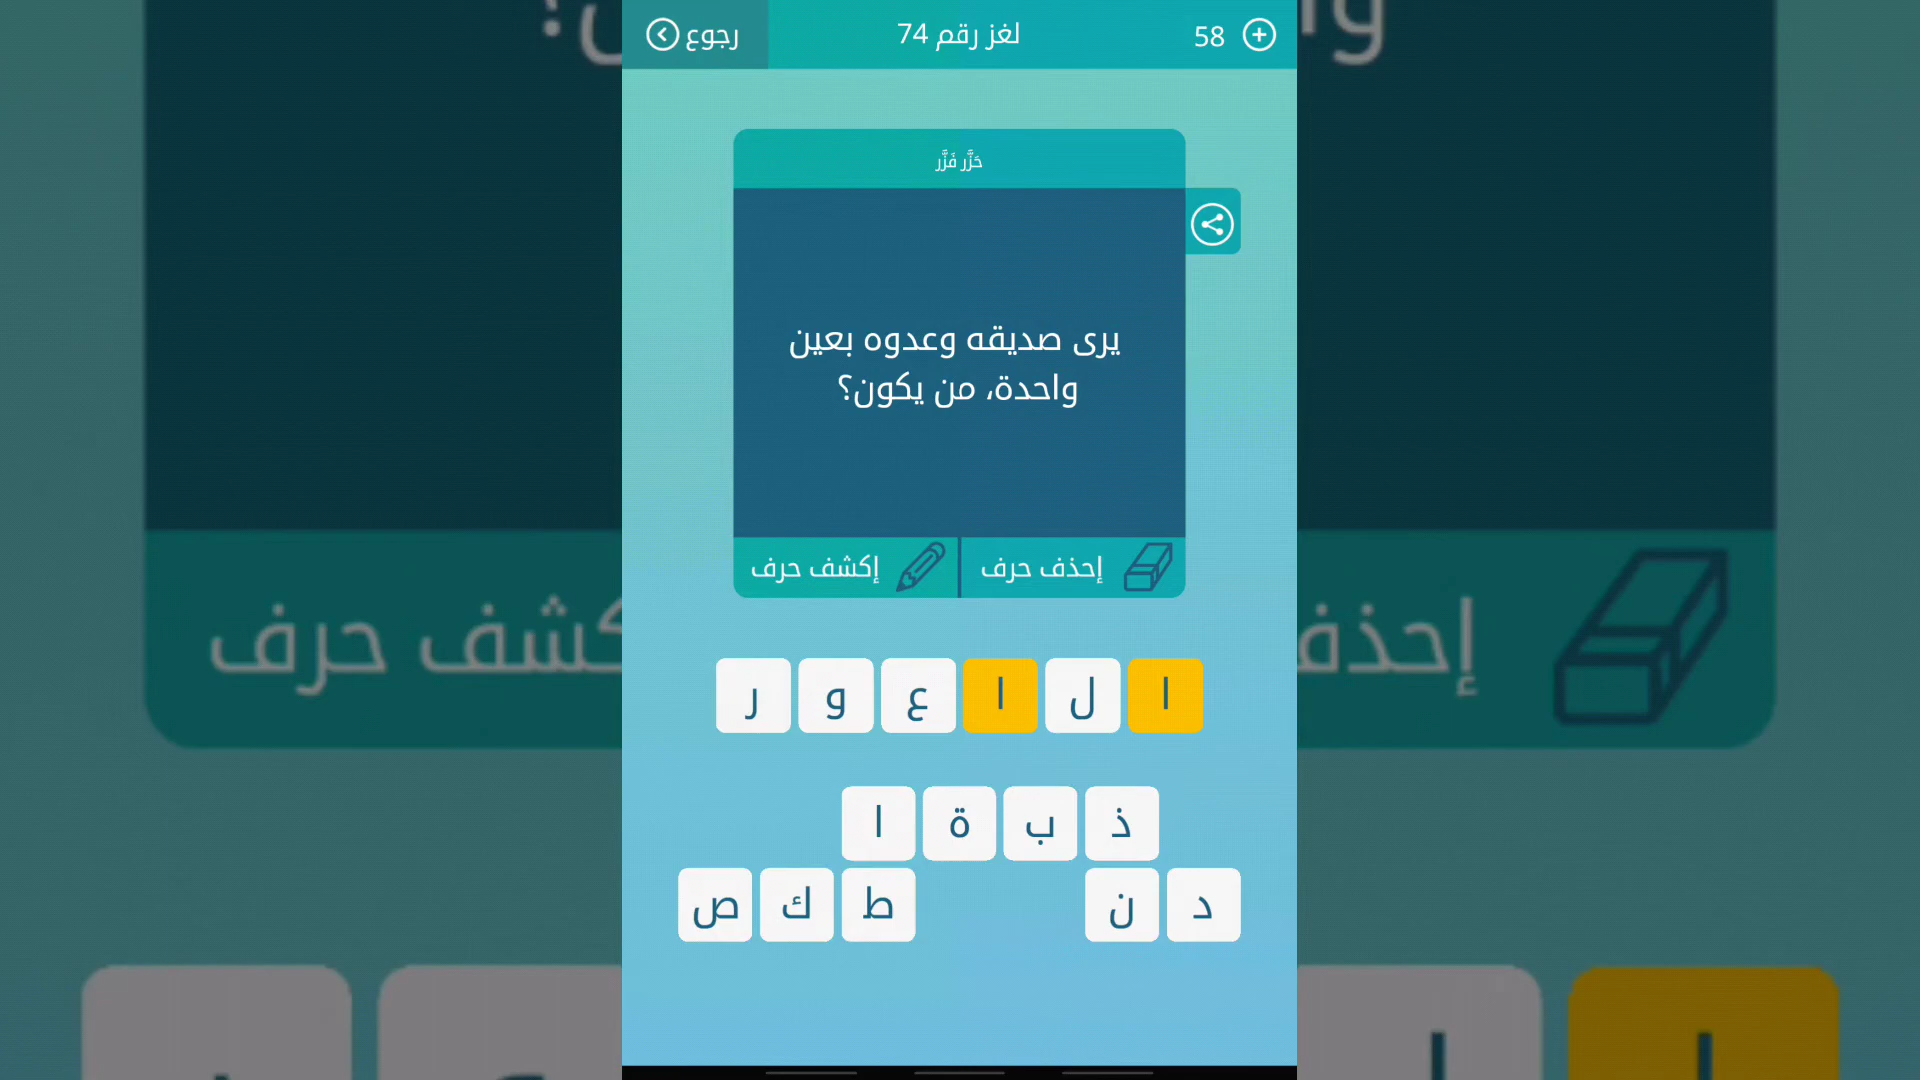 رجوع
لغز رقم 74
58
حَزَّر فَزَّر
يرى صديقه وعدوه بعين
واحدة، من يكون؟
إحذف حرف
إكشف حرف
ا ل ا ع و ر
ذ ب ة ا
د ن ط ك ص